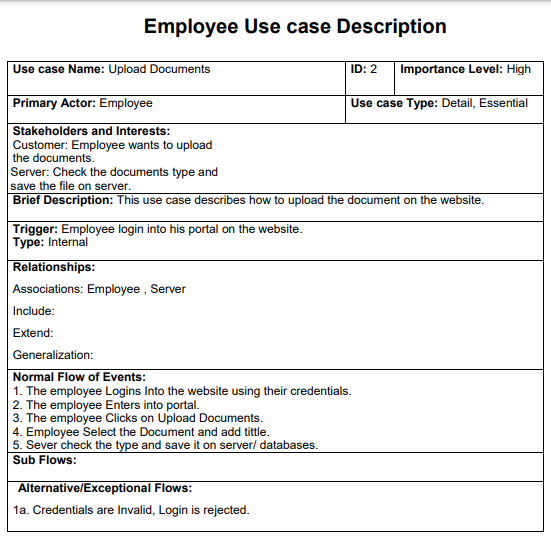 Employee Use case Description
Use case Name: Upload Documents
ID: 2
Importance Level: High
Primary Actor: Employee
Use case Type: Detail, Essential
Stakeholders and Interests:
Customer: Employee wants to upload
the documents.
Server: Check the documents type and
save the file on server.
Brief Description: This use case describes how to upload the document on the website.
Trigger: Employee login into his portal on the website.
Type: Internal
Relationships:
Associations: Employee , Server
Include:
Extend:
Generalization:
Normal Flow of Events:
1. The employee Logins Into the website using their credentials.
2. The employee Enters into portal.
3. The employee Clicks on Upload Documents.
4. Employee Select the Document and add tittle.
5. Sever check the type and save it on server/ databases.
Sub Flows:
Alternative/Exceptional Flows:
1a. Credentials are Invalid, Login is rejected.